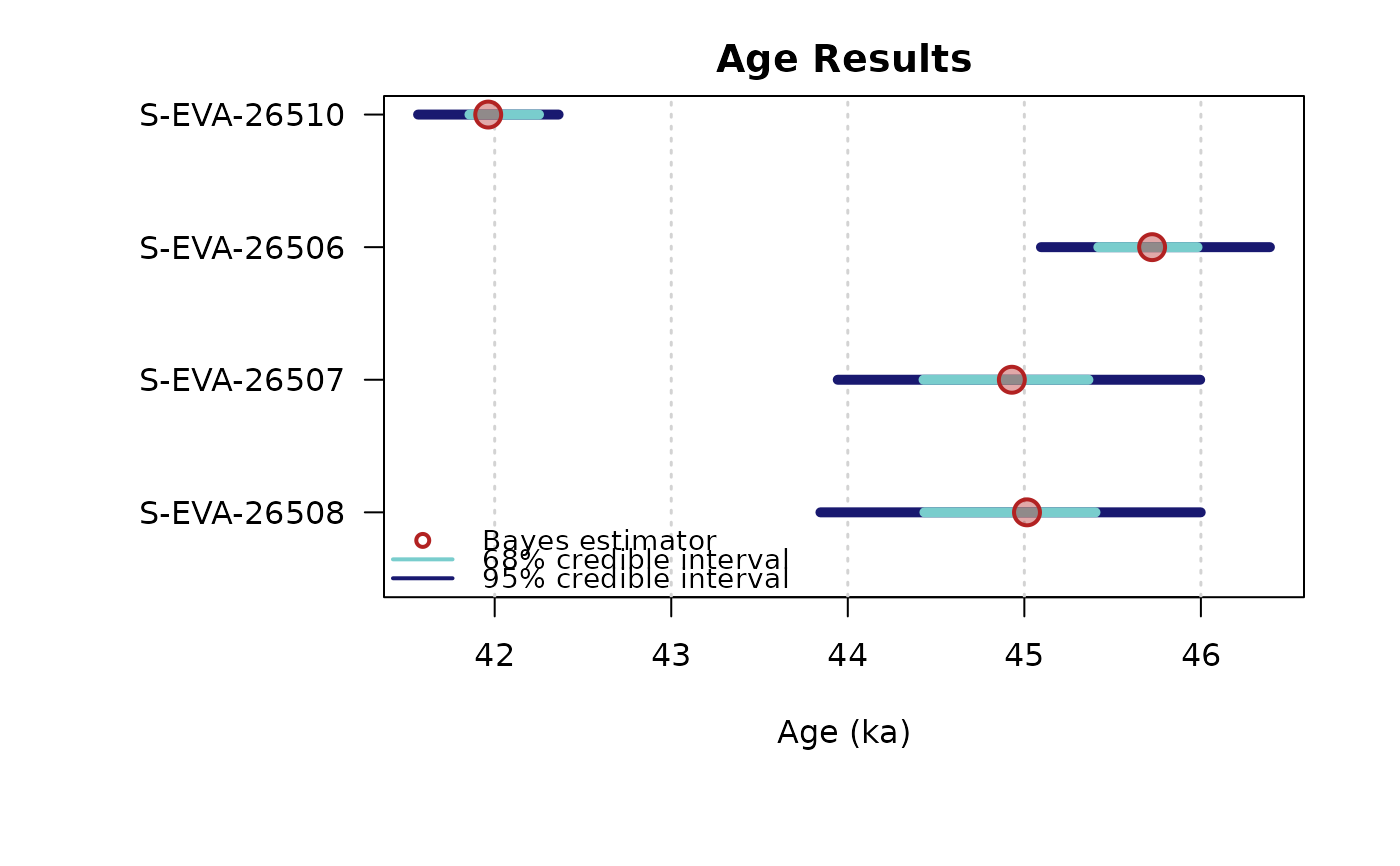 Age Results
S-EVA-26510
S-EVA-26506
S-EVA-26507
S-EVA-26508
Bayes estimator
68% credible interval
95% credible interval
42 43 44 45 46
Age (ka)